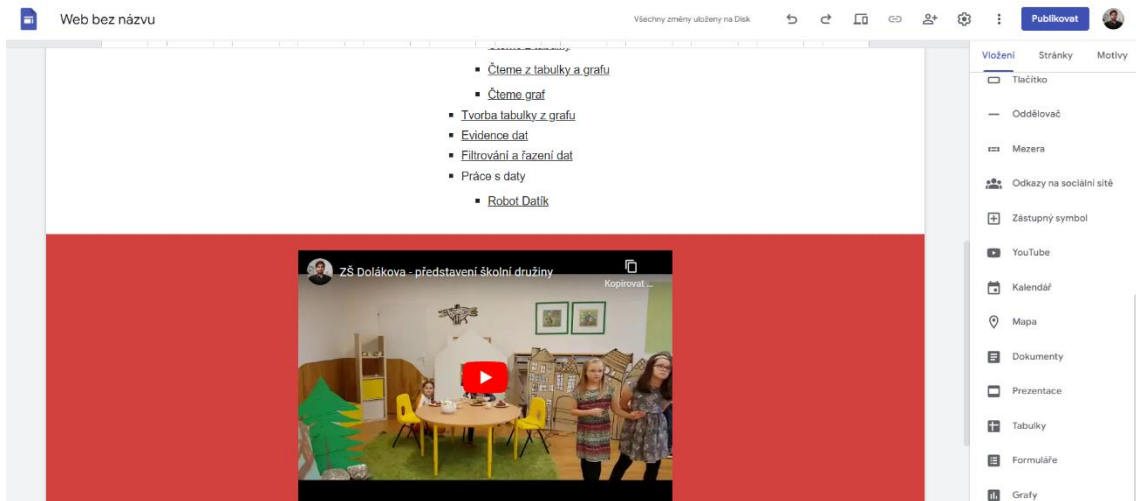 Web bez názvu
Všechny změny uloženy na Disk
Publikovat
Vložení Stránky Motivy
Čteme z tabulky a grafu
Čteme graf
Tvorba tabulky z grafu
Evidence dat
Filtrování a řazení dat
Práce s daty
Robot Datík
ZŠ Dolákova - představení školní družiny
Kopírovat ...
Tlačítko
Oddělovač
Mezera
Odkazy na sociální sítě
Zástupný symbol
YouTube
Kalendář
Mapa
Dokumenty
Prezentace
Tabulky
Formuláře
Grafy